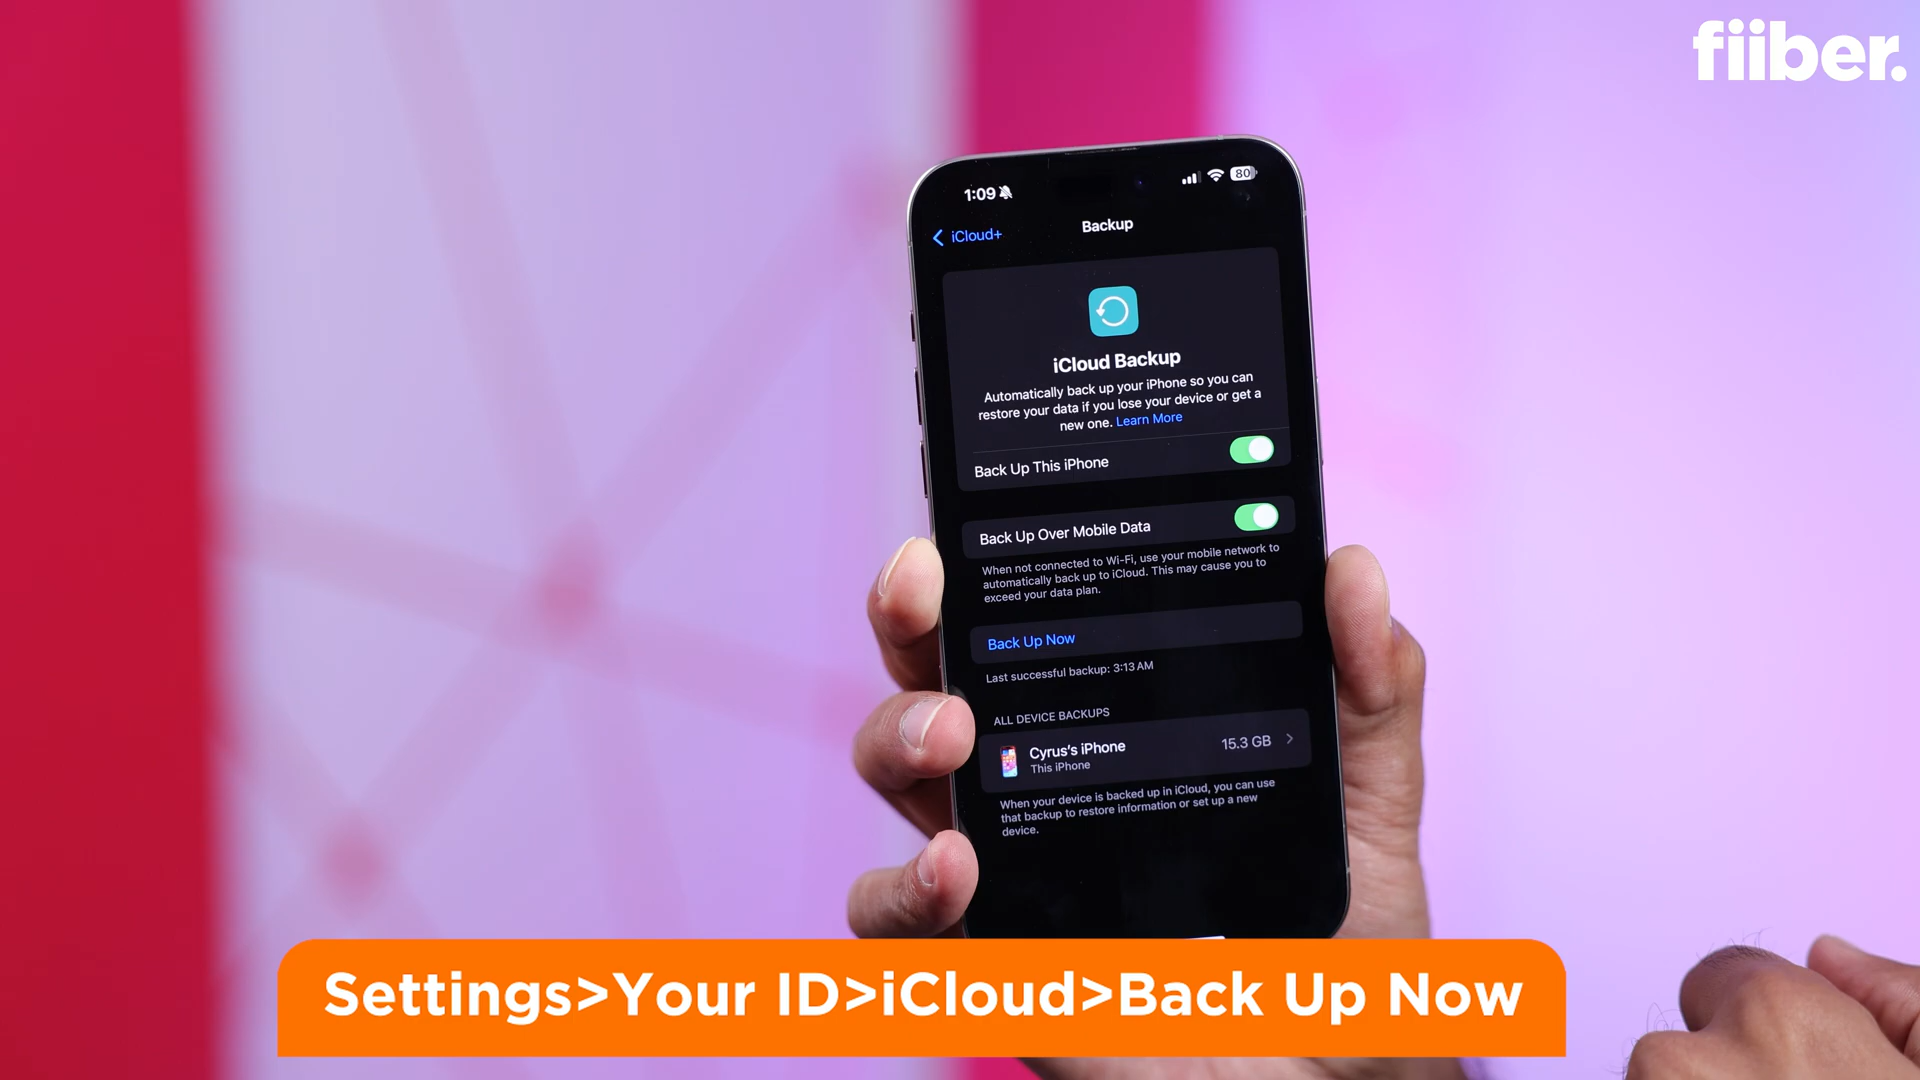 fiiber.
1:09
80
iCloud+
Backup
iCloud Backup
Automatically back up your iPhone so you can
restore your data if you lose your device or get a
new one. Learn More
Back Up This iPhone
Back Up Over Mobile Data
When not connected to Wi-Fi, use your mobile network to
automatically back up to iCloud. This may cause you to
exceed your data plan.
Back Up Now
Last successful backup: 3:13 AM
ALL DEVICE BACKUPS
Cyrus's iPhone
15.3 GB
This iPhone
When your device is backed up in iCloud, you can use
that backup to restore information or set up a new
device.
Settings>Your ID>iCloud>Back Up Now